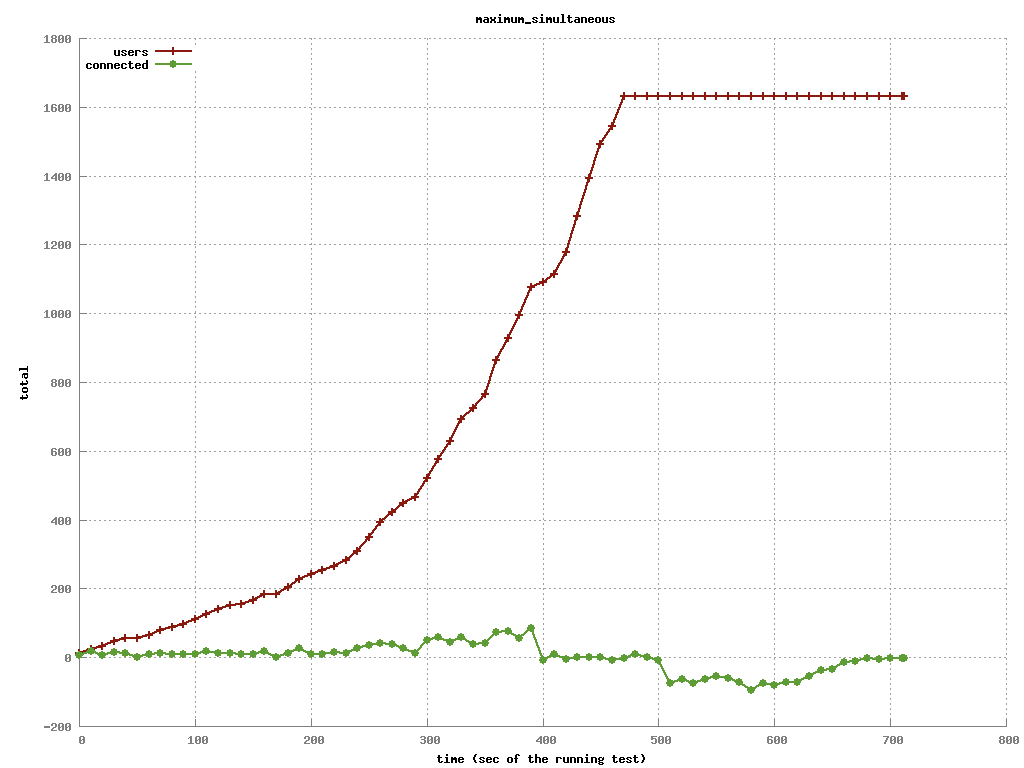 maximum_simultaneous
users
connected
1800
1600
1400
1200
1000
800
600
400
200
0
-200
total
0 100 200 300 400 500 600 700 800
time (sec of the running test)